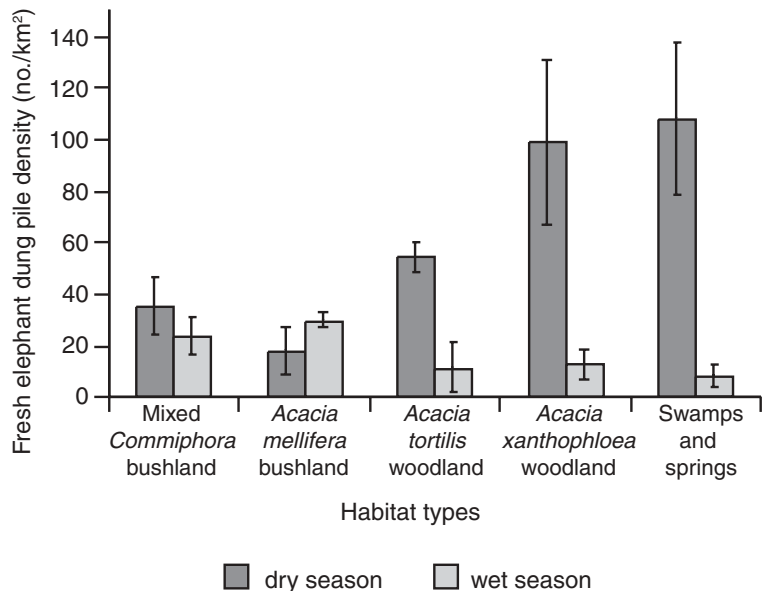 Fresh elephant dung pile density (no./km²)
140
120
100
80
60
40
20
0
Mixed
Commiphora
bushland
Acacia
mellifera
bushland
Acacia
tortilis
woodland
Acacia
xanthophloea
woodland
Swamps
and
springs
Habitat types
dry season
wet season